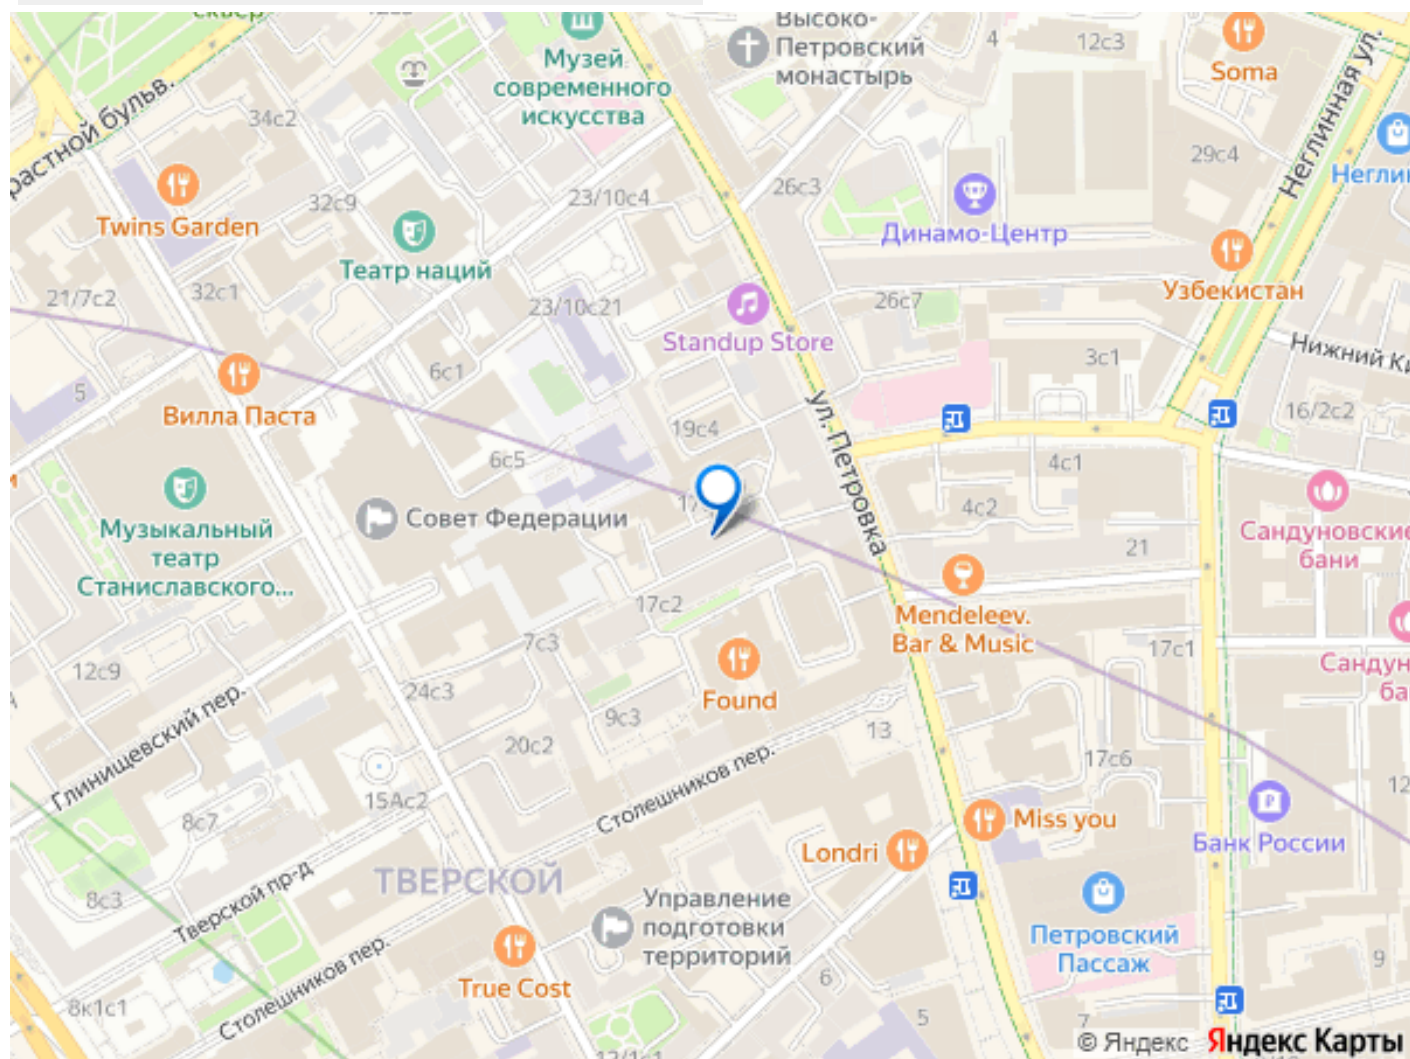 12с3
Высоко-
Петровский
монастырь
4
12с3
Soma
Музей
современного
искусства
34с2
растной бульв.
Twins Garden
32с9
23/10с4
26с3
29с4
Неглинная ул.
Динамо-Центр
Театр наций
21/7с2
32с1
23/10с21
Standup Store
26с7
Узбекистан
3с1
5
6с1
Вилла Паста
ул. Петровка
16/2с2
19с4
6с5
4с1
4с2
Совет Федерации
Музыкальный
театр
Станиславского...
Сандуновские
бани
21
17с2
Mendeleev.
Bar & Music
7с3
17с1
12с9
24с3
Found
9с3
13
20с2
17с6
Глинищевский пер.
Столешников пер.
15Ас2
8с7
Miss you
Londri
Банк России
12
ТВЕРСКОЙ
8с3
Тверской пр-д
Управление
подготовки
территорий
Петровский
Пассаж
9
True Cost
6
Столешников пер.
8к1с1
5
7
12/1с1
© Яндекс Яндекс Карты